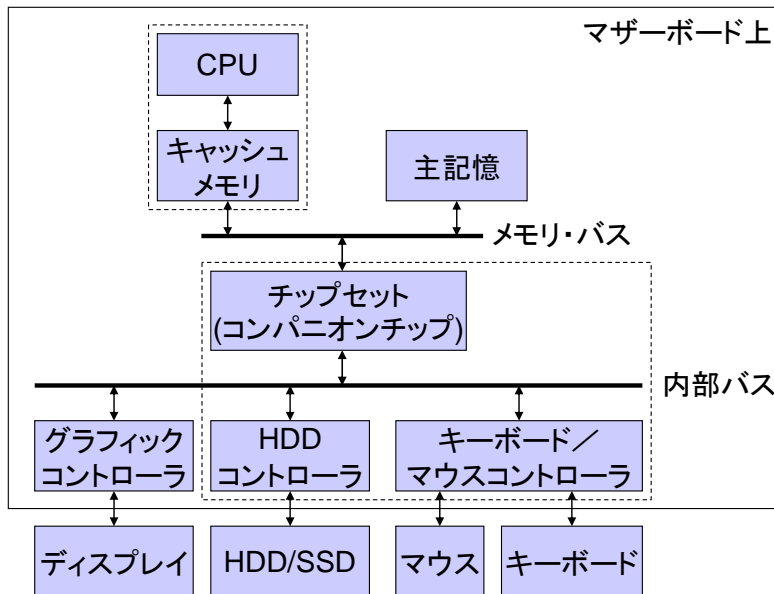 マザーボード上
CPU
キャッシュ
メモリ
主記憶
メモリ・バス
チップセット
(コンパニオンチップ)
内部バス
グラフィック
コントローラ
HDD
コントローラ
キーボード／
マウスコントローラ
ディスプレイ
HDD/SSD
マウス
キーボード